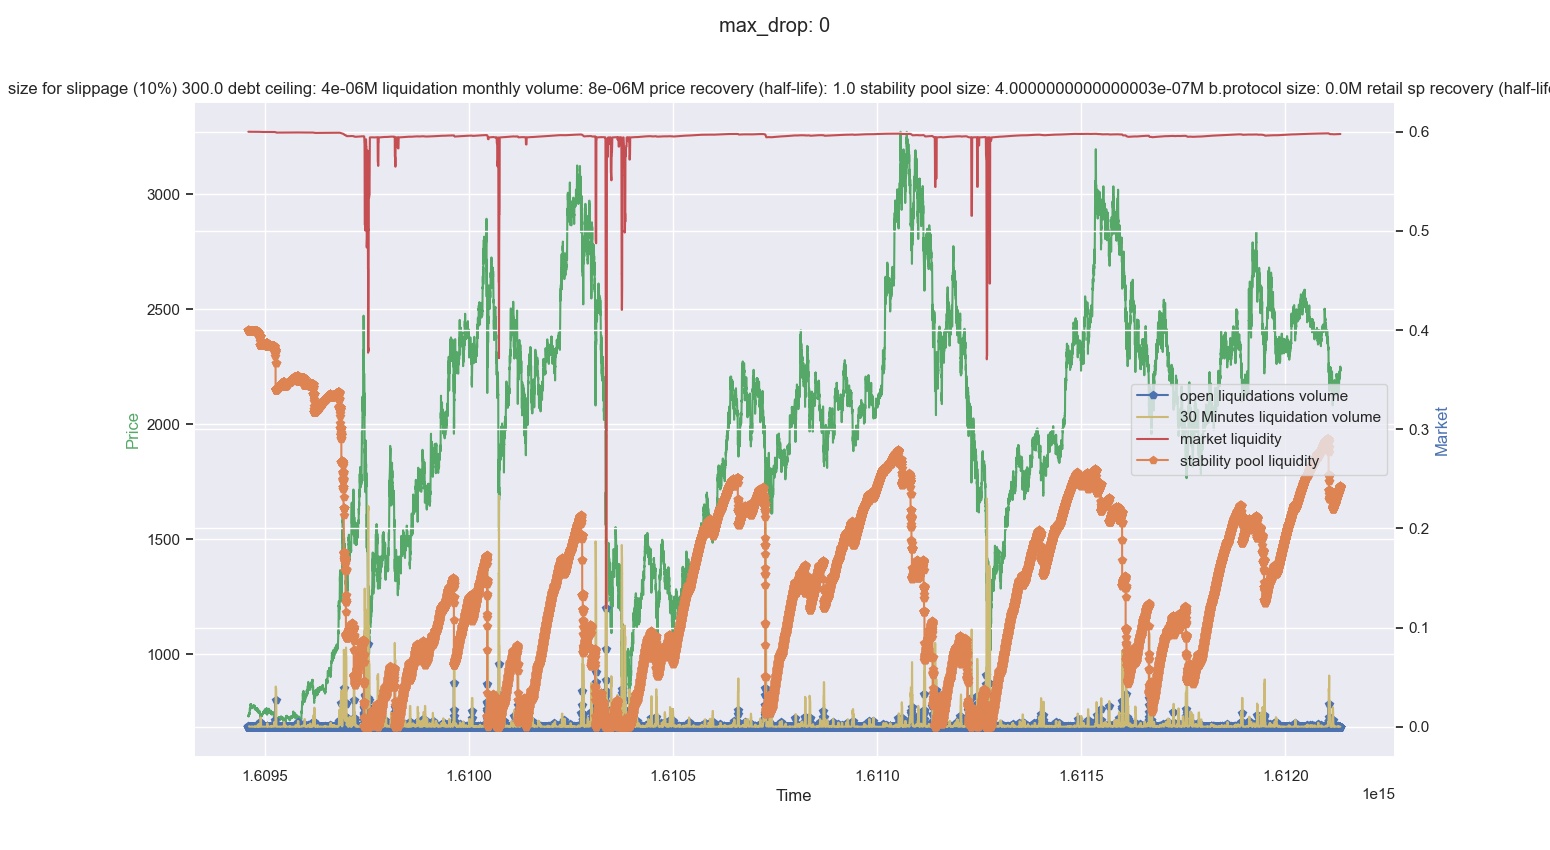 max_drop: 0
size for slippage (10%) 300.0 debt ceiling: 4e-06M liquidation monthly volume: 8e-06M price recovery (half-life): 1.0 stability pool size: 4.0000000000000003e-07M b.protocol size: 0.0M retail sp recovery
3000
2500
2000
1500
1000
Price
0.6
0.5
0.4
0.3
0.2
0.1
0.0
Market
open liquidations volume
30 Minutes liquidation volume
market liquidity
stability pool liquidity
1.6095 1.6100 1.6105 1.6110 1.6115 1.6120
Time
1e15